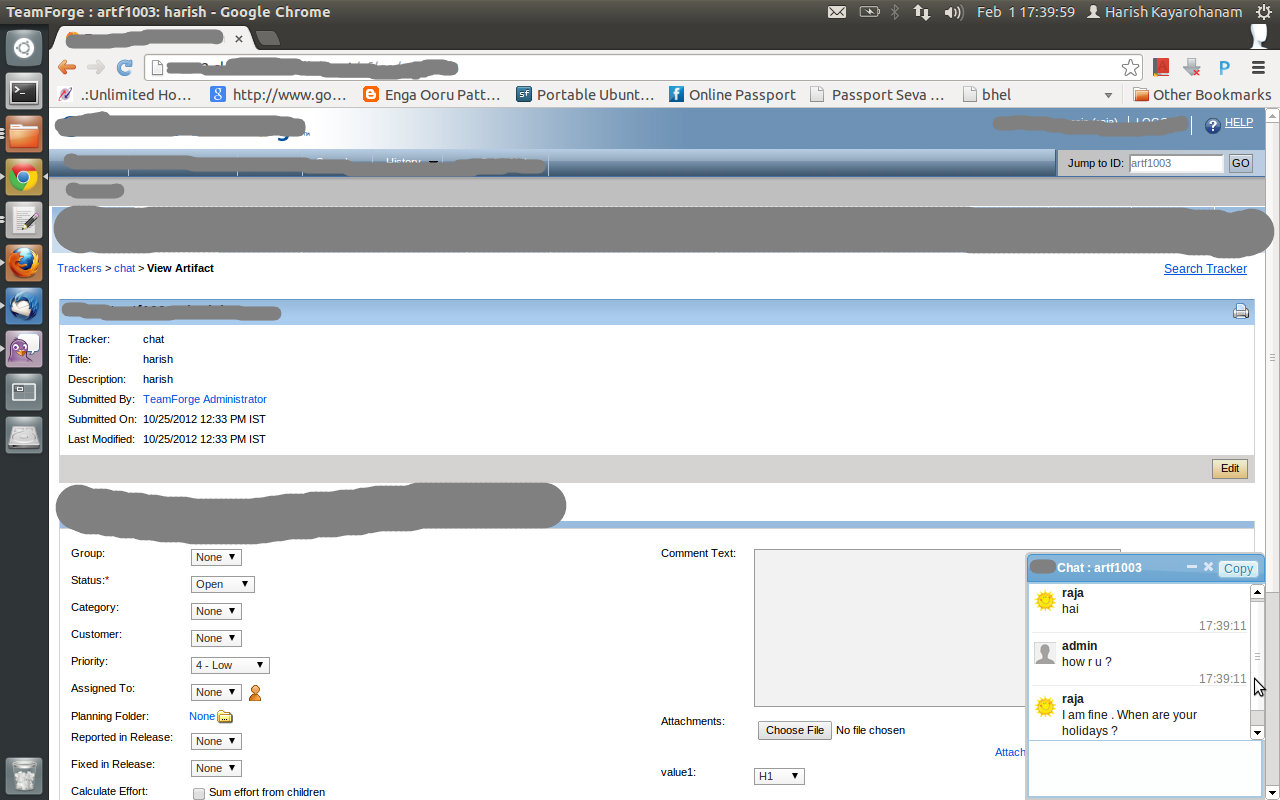 TeamForge : artf1003: harish - Google Chrome
Feb 1 17:39:59 Harish Kayarohanam
.:Unlimited Ho... http://www.go... Enga Ooru Patt... Portable Ubunt... Online Passport Passport Seva ... bhel Other Bookmarks
HELP
History Jump to ID: artf1003 GO
Trackers > chat > View Artifact Search Tracker
Tracker: chat
Title: harish
Description: harish
Submitted By: TeamForge Administrator
Submitted On: 10/25/2012 12:33 PM IST
Last Modified: 10/25/2012 12:33 PM IST
Edit
Group: None
Status:* Open
Category: None
Customer: None
Priority: 4 - Low
Assigned To: None
Planning Folder: None
Reported in Release: None
Fixed in Release: None
Calculate Effort: Sum effort from children
Comment Text:
Attachments: Choose File No file chosen
Attach
value1: H1
Chat : artf1003 Copy
raja
hai
17:39:11
admin
how r u ?
17:39:11
raja
I am fine . When are your
holidays ?